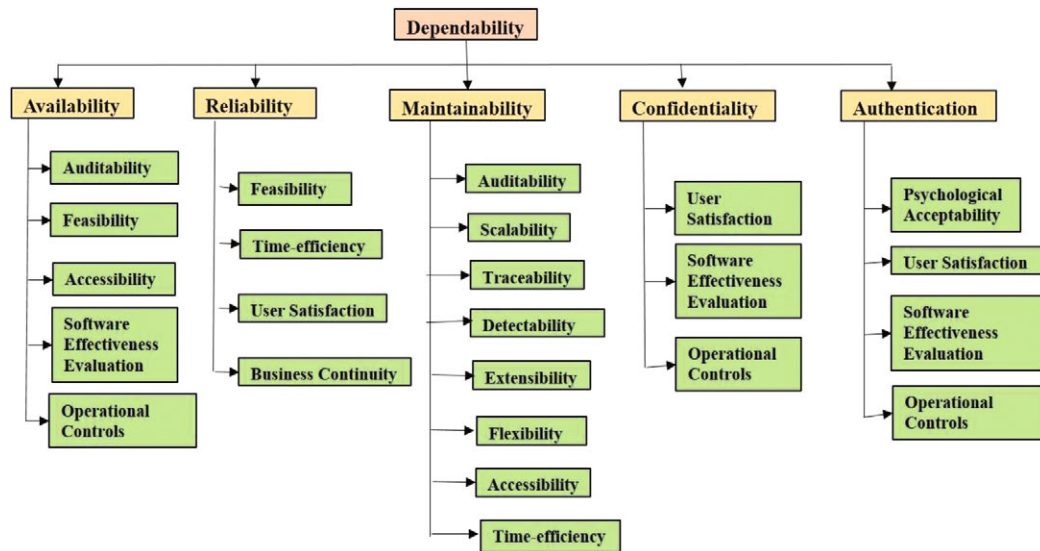 Dependability
Availability
Auditability
Feasibility
Accessibility
Software
Effectiveness
Evaluation
Operational
Controls
Reliability
Feasibility
Time-efficiency
User Satisfaction
Business Continuity
Maintainability
Auditability
Scalability
Traceability
Detectability
Extensibility
Flexibility
Accessibility
Time-efficiency
Confidentiality
User
Satisfaction
Software
Effectiveness
Evaluation
Operational
Controls
Authentication
Psychological
Acceptability
User Satisfaction
Software
Effectiveness
Evaluation
Operational
Controls